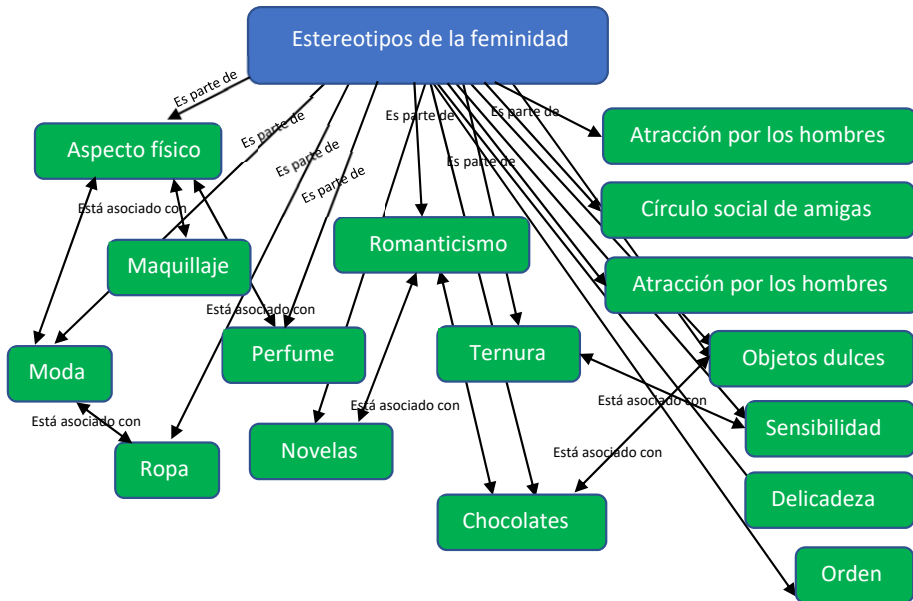 Estereotipos de la feminidad
Es parte de
Es parte de
Es parte de
Es parte de
Es parte de
Es parte de
Es parte de
Aspecto físico
Atracción por los hombres
Está asociado con
Círculo social de amigas
Romanticismo
Maquillaje
Atracción por los hombres
Está asociado con
Perfume
Ternura
Objetos dulces
Moda
Está asociado con
Está asociado con
Está asociado con
Sensibilidad
Novelas
Está asociado con
Ropa
Delicadeza
Chocolates
Orden